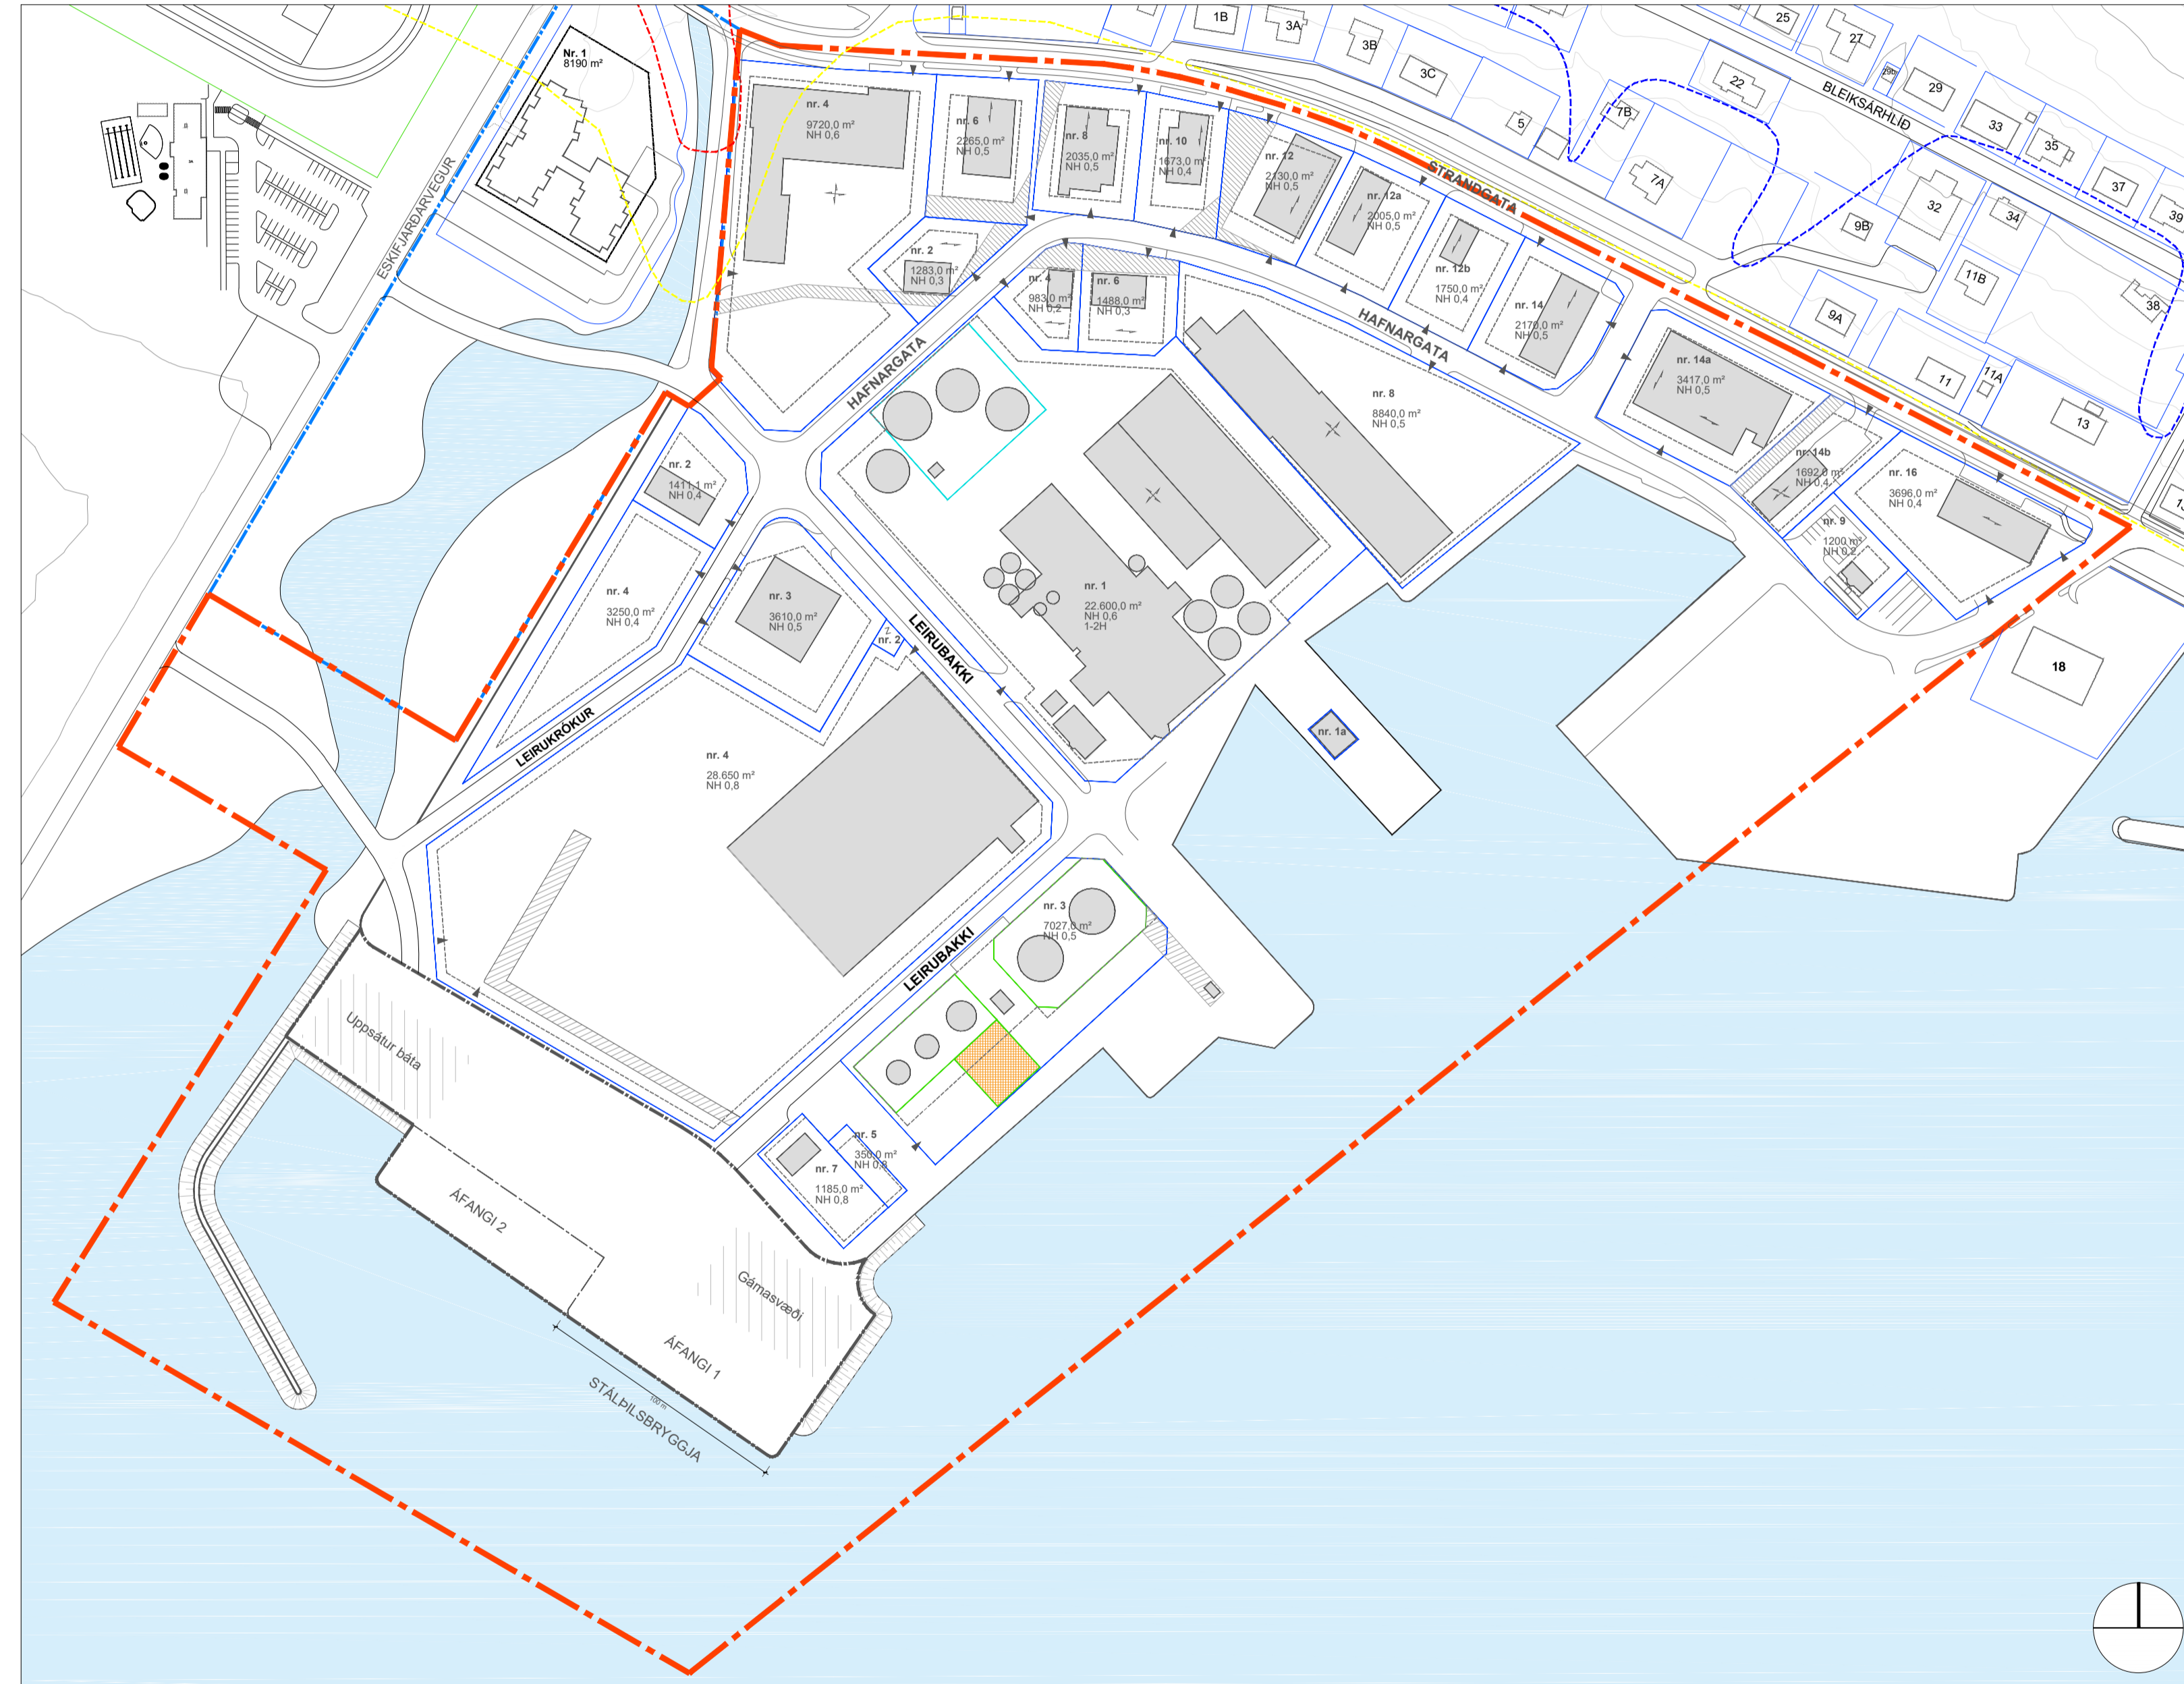 Nr. 1
8190 m²
1B
3A
3B
3C
5
7B
7A
22
25
27
29b
29
33
35
37
39
BLEIKSÁRHLÍÐ
32
34
9B
11B
38
9A
11
11A
13
ESKIFJARÐARVEGUR
STRANDGATA
nr. 4
9720,0 m²
NH 0,6
nr. 6
2265,0 m²
NH 0,5
nr. 8
2035,0 m²
NH 0,5
nr. 10
1673,0 m²
NH 0,4
nr. 12
2130,0 m²
NH 0,5
nr. 12a
2005,0 m²
NH 0,5
nr. 12b
1750,0 m²
NH 0,4
nr. 14
2170,0 m²
NH 0,5
nr. 14a
3417,0 m²
NH 0,5
nr. 14b
1692,0 m²
NH 0,4
nr. 16
3696,0 m²
NH 0,4
nr. 9
1200 m²
NH 0,2
18
nr. 2
1283,0 m²
NH 0,3
nr. 4
983,0 m²
NH 0,2
nr. 6
1488,0 m²
NH 0,3
HAFNARGATA
HAFNARGATA
nr. 8
8840,0 m²
NH 0,5
nr. 2
1411,1 m²
NH 0,4
nr. 4
3250,0 m²
NH 0,4
nr. 3
3610,0 m²
NH 0,5
nr. 2
nr. 1
22.600,0 m²
NH 0,6
1-2H
nr. 1a
LEIRUBAKKI
LEIRUKRÓKUR
nr. 4
28.650 m²
NH 0,8
nr. 3
7027,0 m²
NH 0,5
LEIRUBAKKI
nr. 5
350,0 m²
NH 0,8
nr. 7
1185,0 m²
NH 0,8
Uppsátur báta
ÁFANGI 2
Gámasvæði
ÁFANGI 1
100 m
STÁLÞILSBRYGGJA